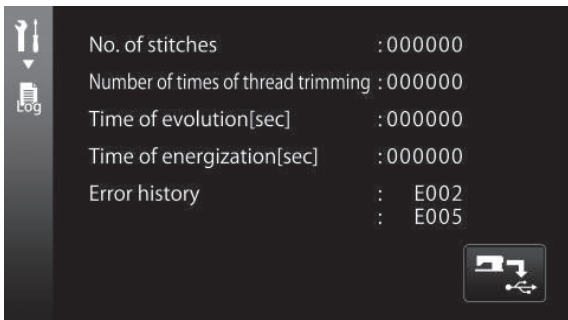 No. of stitches :000000
Number of times of thread trimming :000000
Time of evolution[sec] :000000
Time of energization[sec] :000000
Error history : E002
: E005
Log